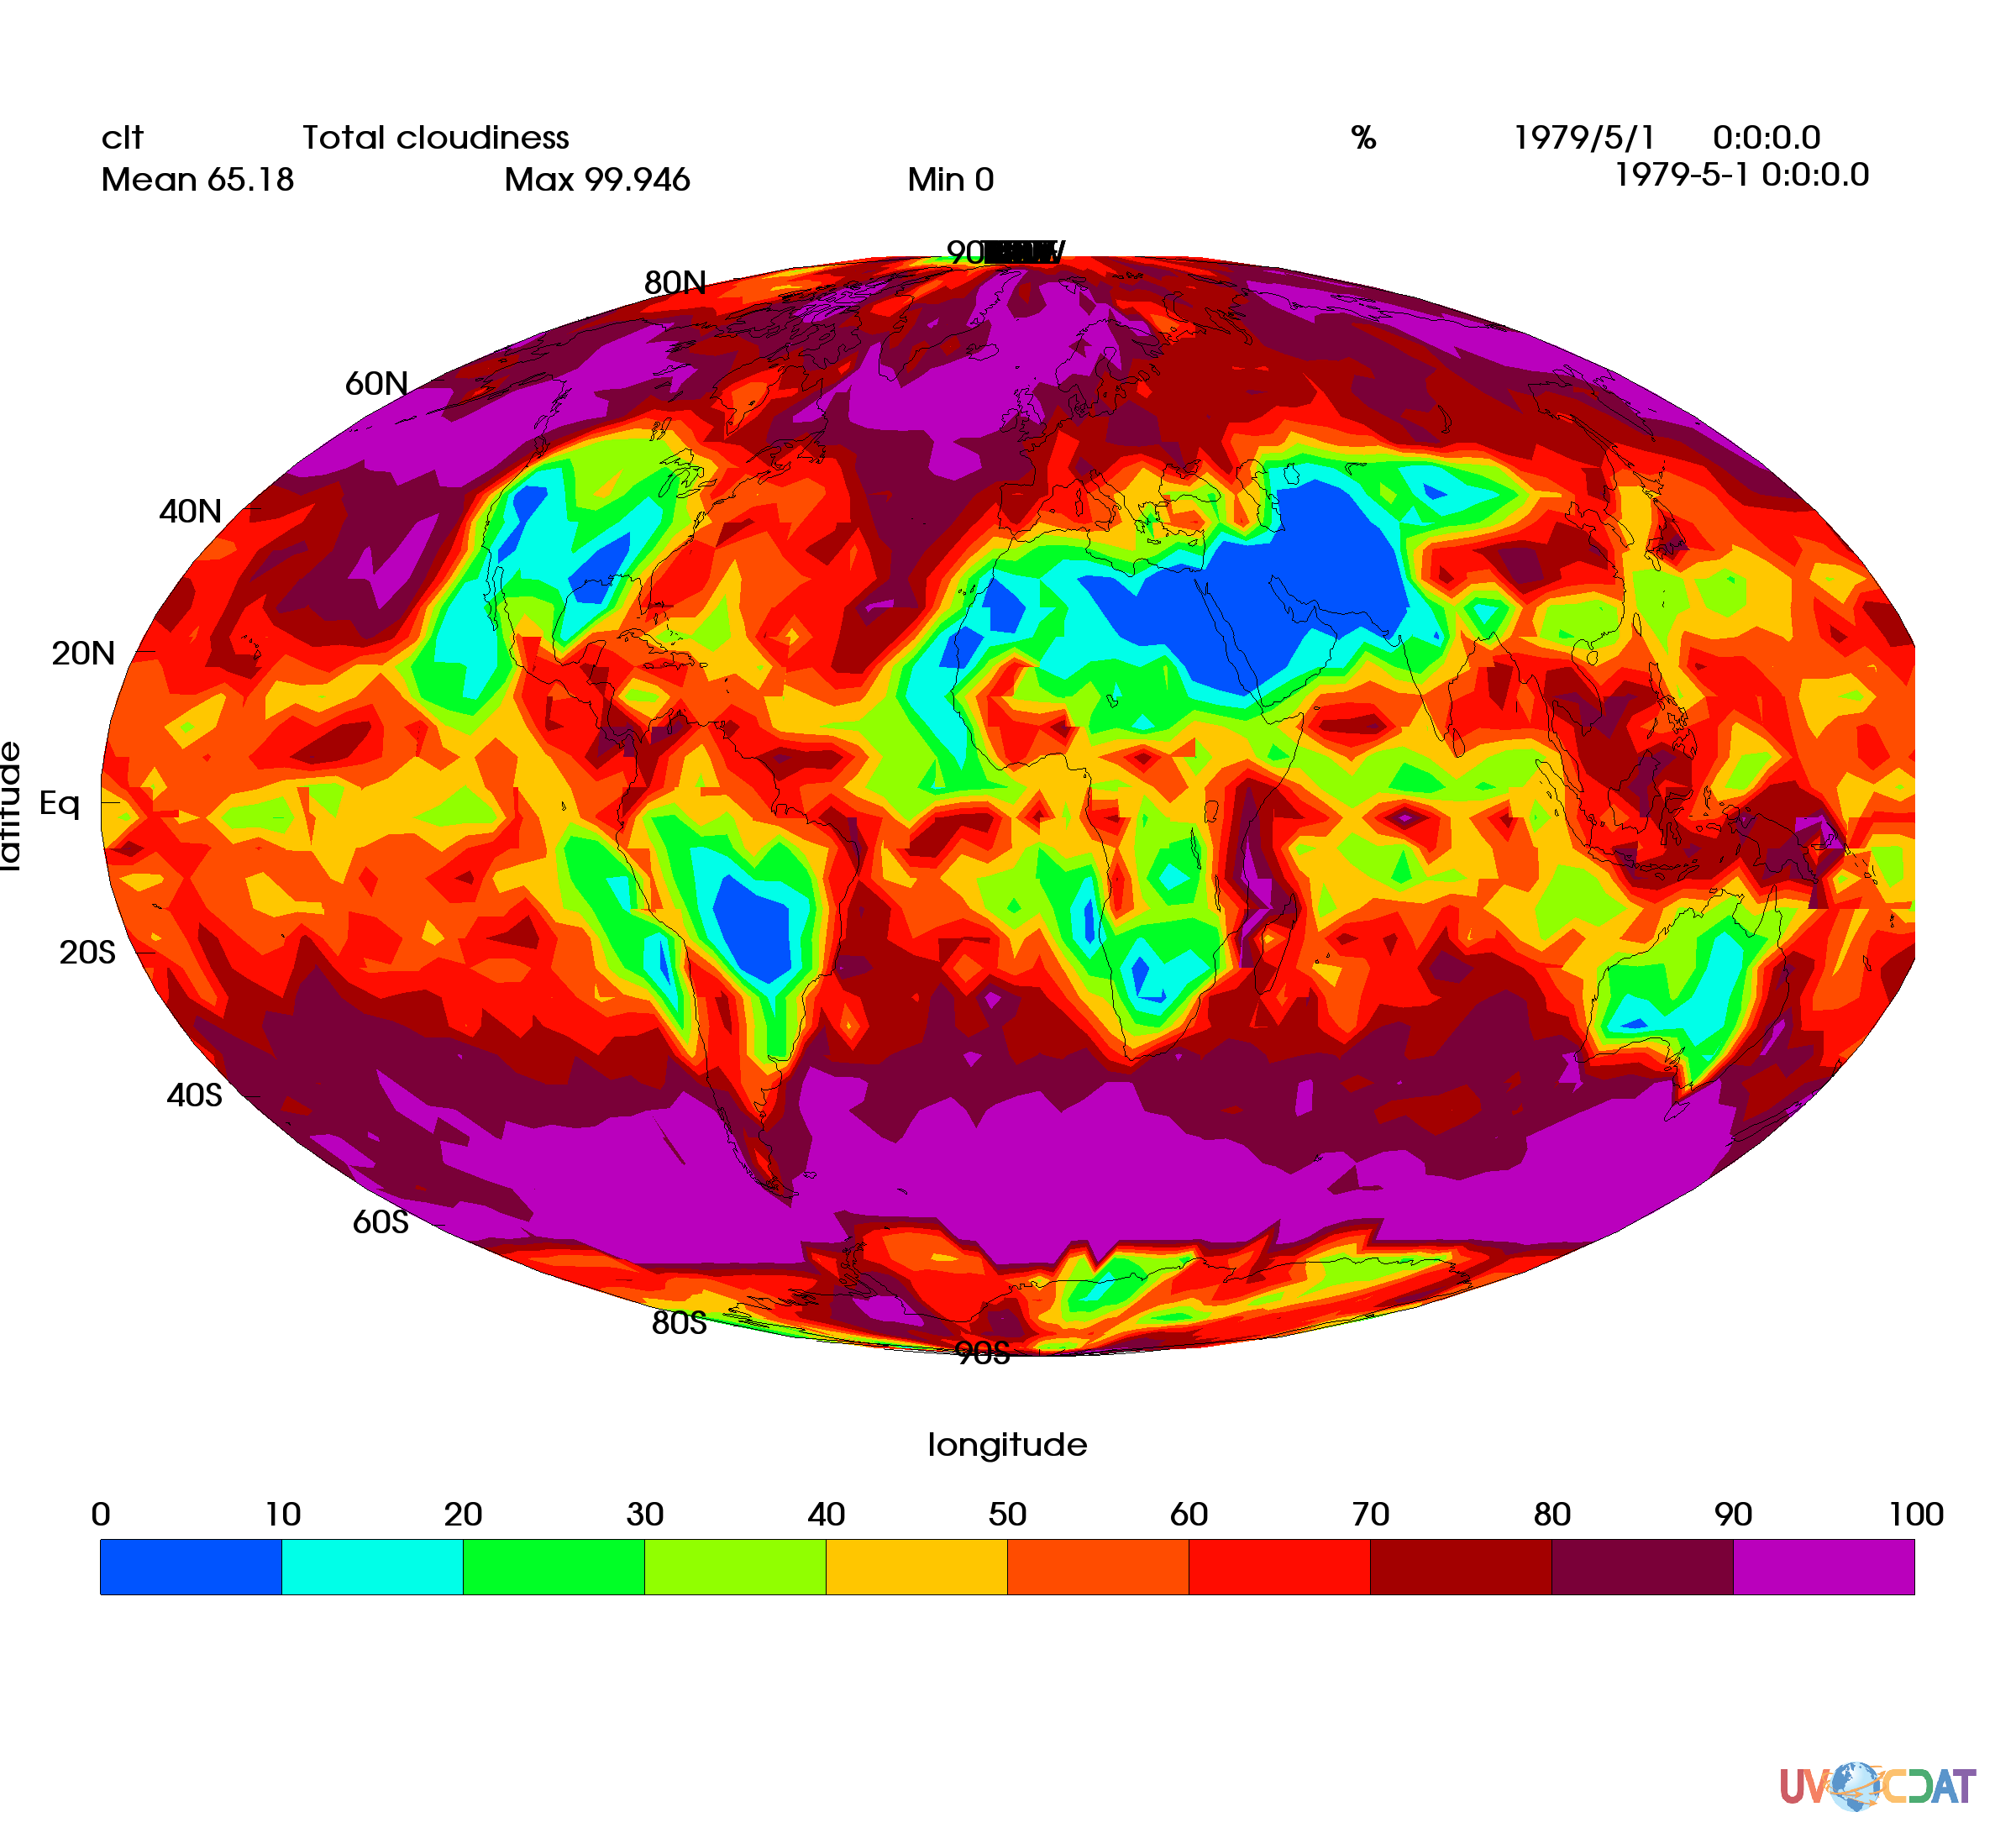 clt Total cloudiness % 1979/5/1 0:0:0.0
Mean 65.18 Max 99.946 Min 0 1979-5-1 0:0:0.0
80N
60N
40N
20N
Eq
latitude
20S
40S
60S
80S
90S
longitude
0 10 20 30 40 50 60 70 80 90 100
UV CDAT